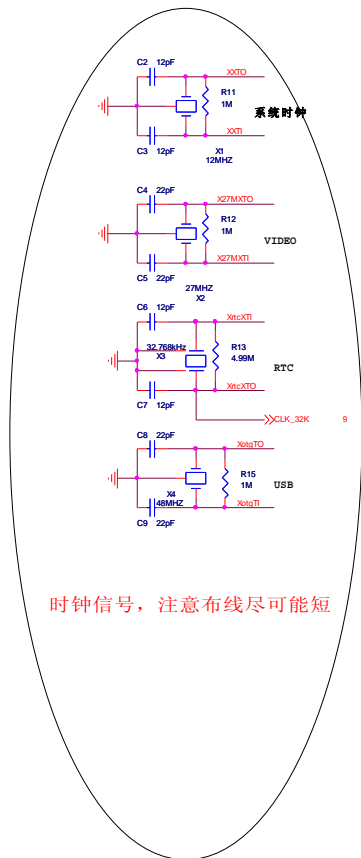 C2 12pF
XXTO
R11
1M
系统时钟
XXTI
C3 12pF
X1
12MHZ
C4 22pF
X27MXTO
R12
1M
VIDEO
X27MXTI
C5 22pF
27MHZ
X2
C6 12pF
XrtcXTI
32.768kHz
X3
R13
4.99M
RTC
XrtcXTO
C7 12pF
CLK_32K 9
C8 22pF
XotgTO
R15
1M
X4
48MHZ
USB
XotgTI
C9 22pF
时钟信号，注意布线尽可能短